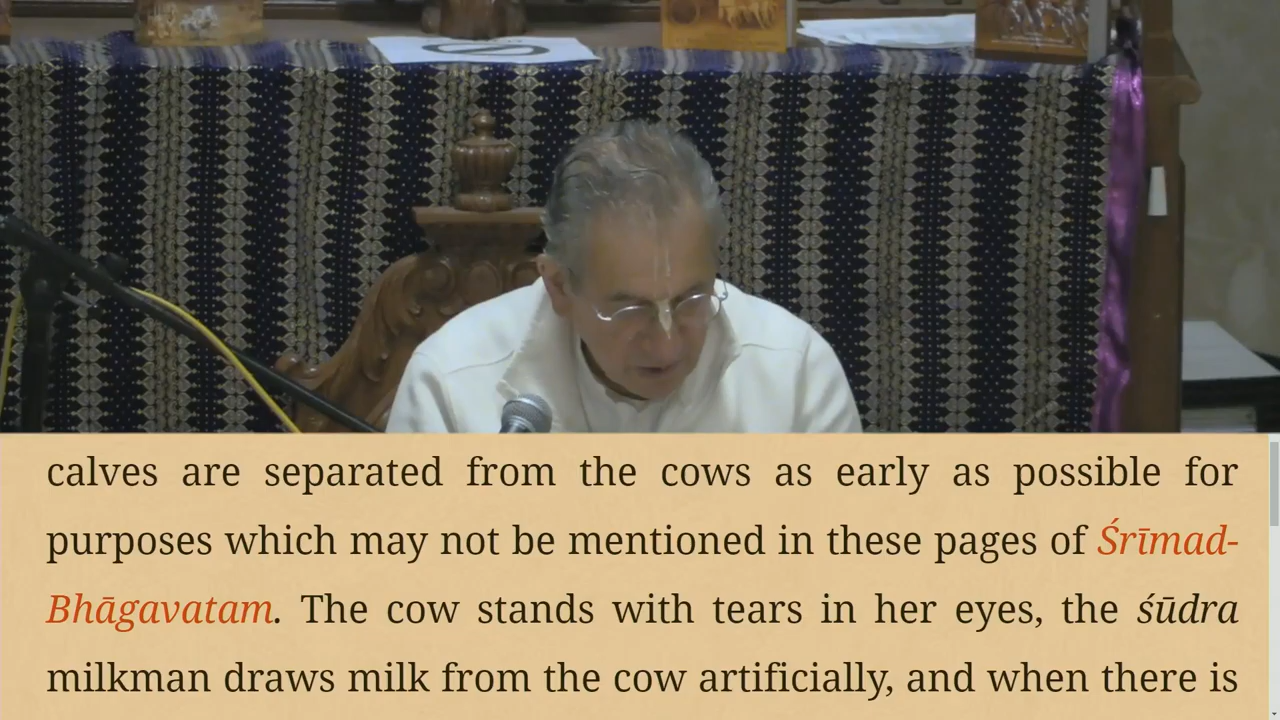 calves are separated from the cows as early as possible for
purposes which may not be mentioned in these pages of Śrīmad-
Bhāgavatam. The cow stands with tears in her eyes, the śūdra
milkman draws milk from the cow artificially, and when there is